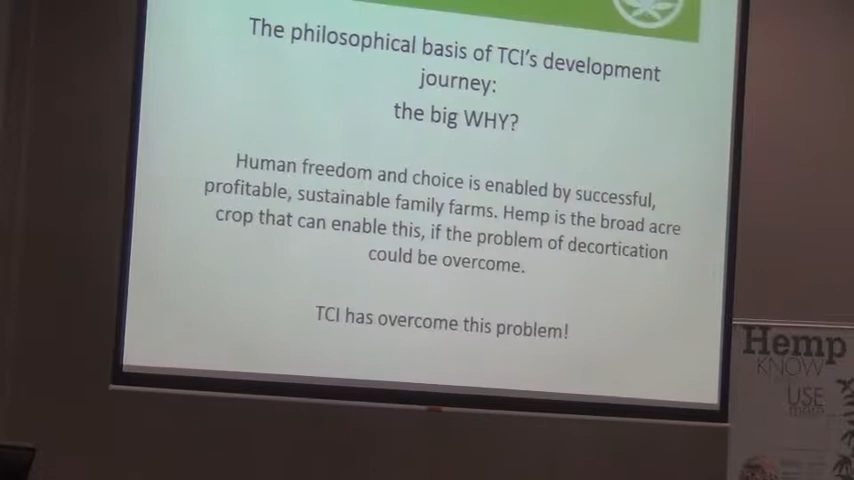 The philosophical basis of TCI's development
journey:
the big WHY?
Human freedom and choice is enabled by successful,
profitable, sustainable family farms. Hemp is the broad acre
crop that can enable this, if the problem of decortication
could be overcome.
TCI has overcome this problem!
Hemp
KNOW
USE